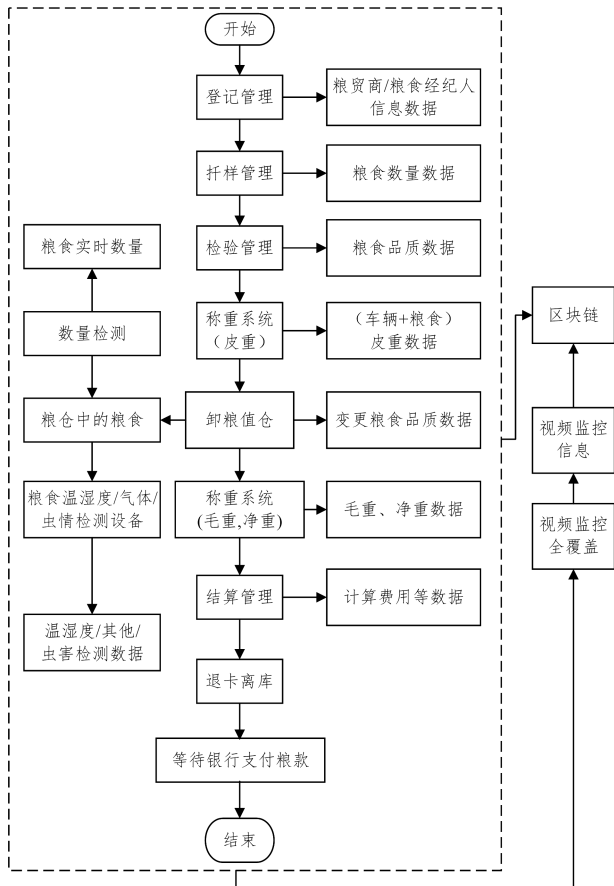 开始
登记管理
粮贸商/粮食经纪人
信息数据
扦样管理
粮食数量数据
检验管理
粮食品质数据
粮食实时数量
称重系统
（皮重）
（车辆+粮食）
皮重数据
数量检测
区块链
粮仓中的粮食
卸粮值仓
变更粮食品质数据
视频监控
信息
粮食温湿度/气体/
虫情检测设备
称重系统
(毛重,净重)
毛重、净重数据
视频监控
全覆盖
结算管理
计算费用等数据
温湿度/其他/
虫害检测数据
退卡离库
等待银行支付粮款
结束